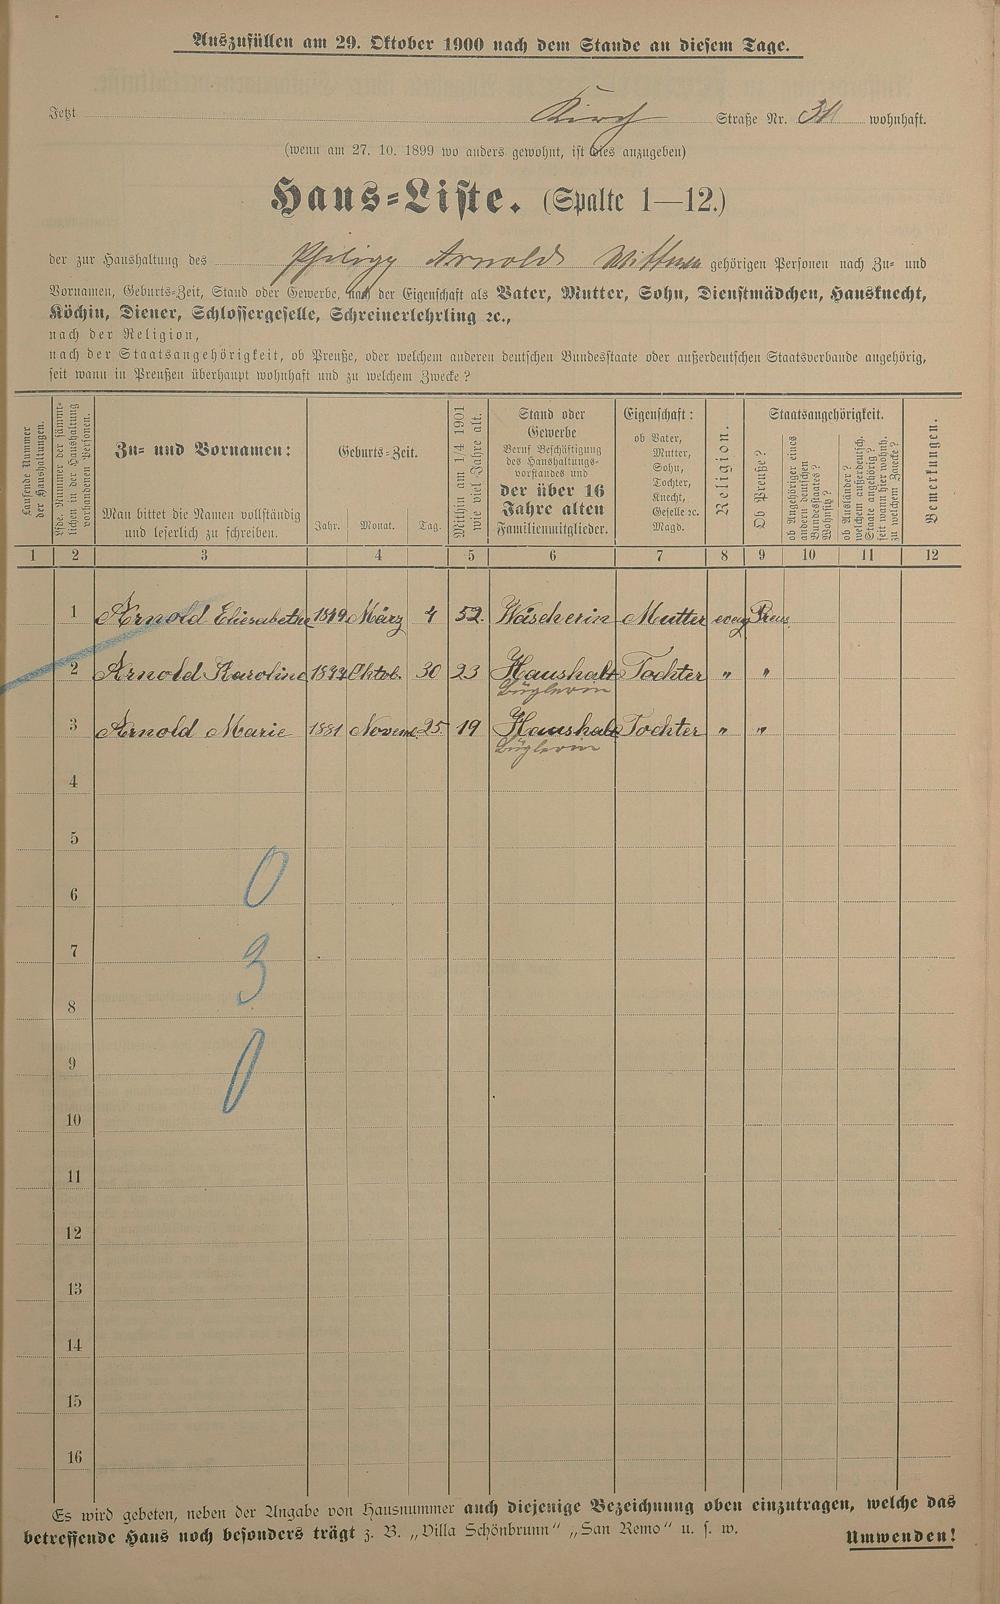 Auszufüllen am 29. Oktober 1900 nach dem Stande an diesem Tage.
Jetzt Kirch Straße Nr. wohnhaft.
(wenn am 27. 10. 1899 wo anders gewohnt, ist dies anzugeben)
Haus-Liste. (Spalte 1—12.)
der zur Haushaltung des Philipp Arnold Wittwe gehörigen Personen nach Zu- und
Vornamen, Geburts-Zeit, Stand oder Gewerbe, nach der Eigenschaft als Vater, Mutter, Sohn, Dienstmädchen, Hausknecht,
Köchin, Diener, Schlossergeselle, Schreinerlehrling ꝛc.,
nach der Religion,
nach der Staatsangehörigkeit, ob Preuße, oder welchem anderen deutschen Bundesstaate oder außerdeutschen Staatsverbande angehörig,
seit wann in Preußen überhaupt wohnhaft und zu welchem Zwecke?
Laufende Nummer
der Haushaltungen.
Lfde. Nummer der sämmt-
lichen in der Haushaltung
vorhandenen Personen.
Zu- und Vornamen:
Man bittet die Namen vollständig
und leserlich zu schreiben.
Geburts-Zeit.
Jahr. Monat. Tag.
Mithin am 1/4 1901
wie viel Jahre alt.
Stand oder
Gewerbe
Beruf Beschäftigung
des Haushaltungs-
vorstandes und
der über 16
Jahre alten
Familienmitglieder.
Eigenschaft:
ob Vater,
Mutter,
Sohn,
Tochter,
Knecht,
Geselle ꝛc.
Magd.
Religion.
Staatsangehörigkeit.
Ob Preuße?
ob Angehöriger eines
andern deutschen
Bundesstaates?
Wohnsitz?
ob Ausländer?
welchem außerdeutsch.
Staate angehörig?
seit wann hier wohnh.
zu welchem Zwecke?
Bemerkungen.
1 2 3 4 5 6 7 8 9 10 11 12
1 Arnold Elisabetha 1849 März 4 52. Wäscherin Mutter evang Preus.
2 Arnold Karoline 1877 Oktob. 30 23 Haushalt Tochter " "
Büglerin
3 Arnold Marie 1881 Novemb. 25. 19 Haushalt Tochter " "
Büglerin
4
5
0
6
7
3
8
9
0
10
11
12
13
14
15
16
Es wird gebeten, neben der Angabe von Hausnummer auch diejenige Bezeichnung oben einzutragen, welche das
betreffende Haus noch besonders trägt z. B. „Villa Schönbrunn" „San Remo" u. s. w.
Umwenden!